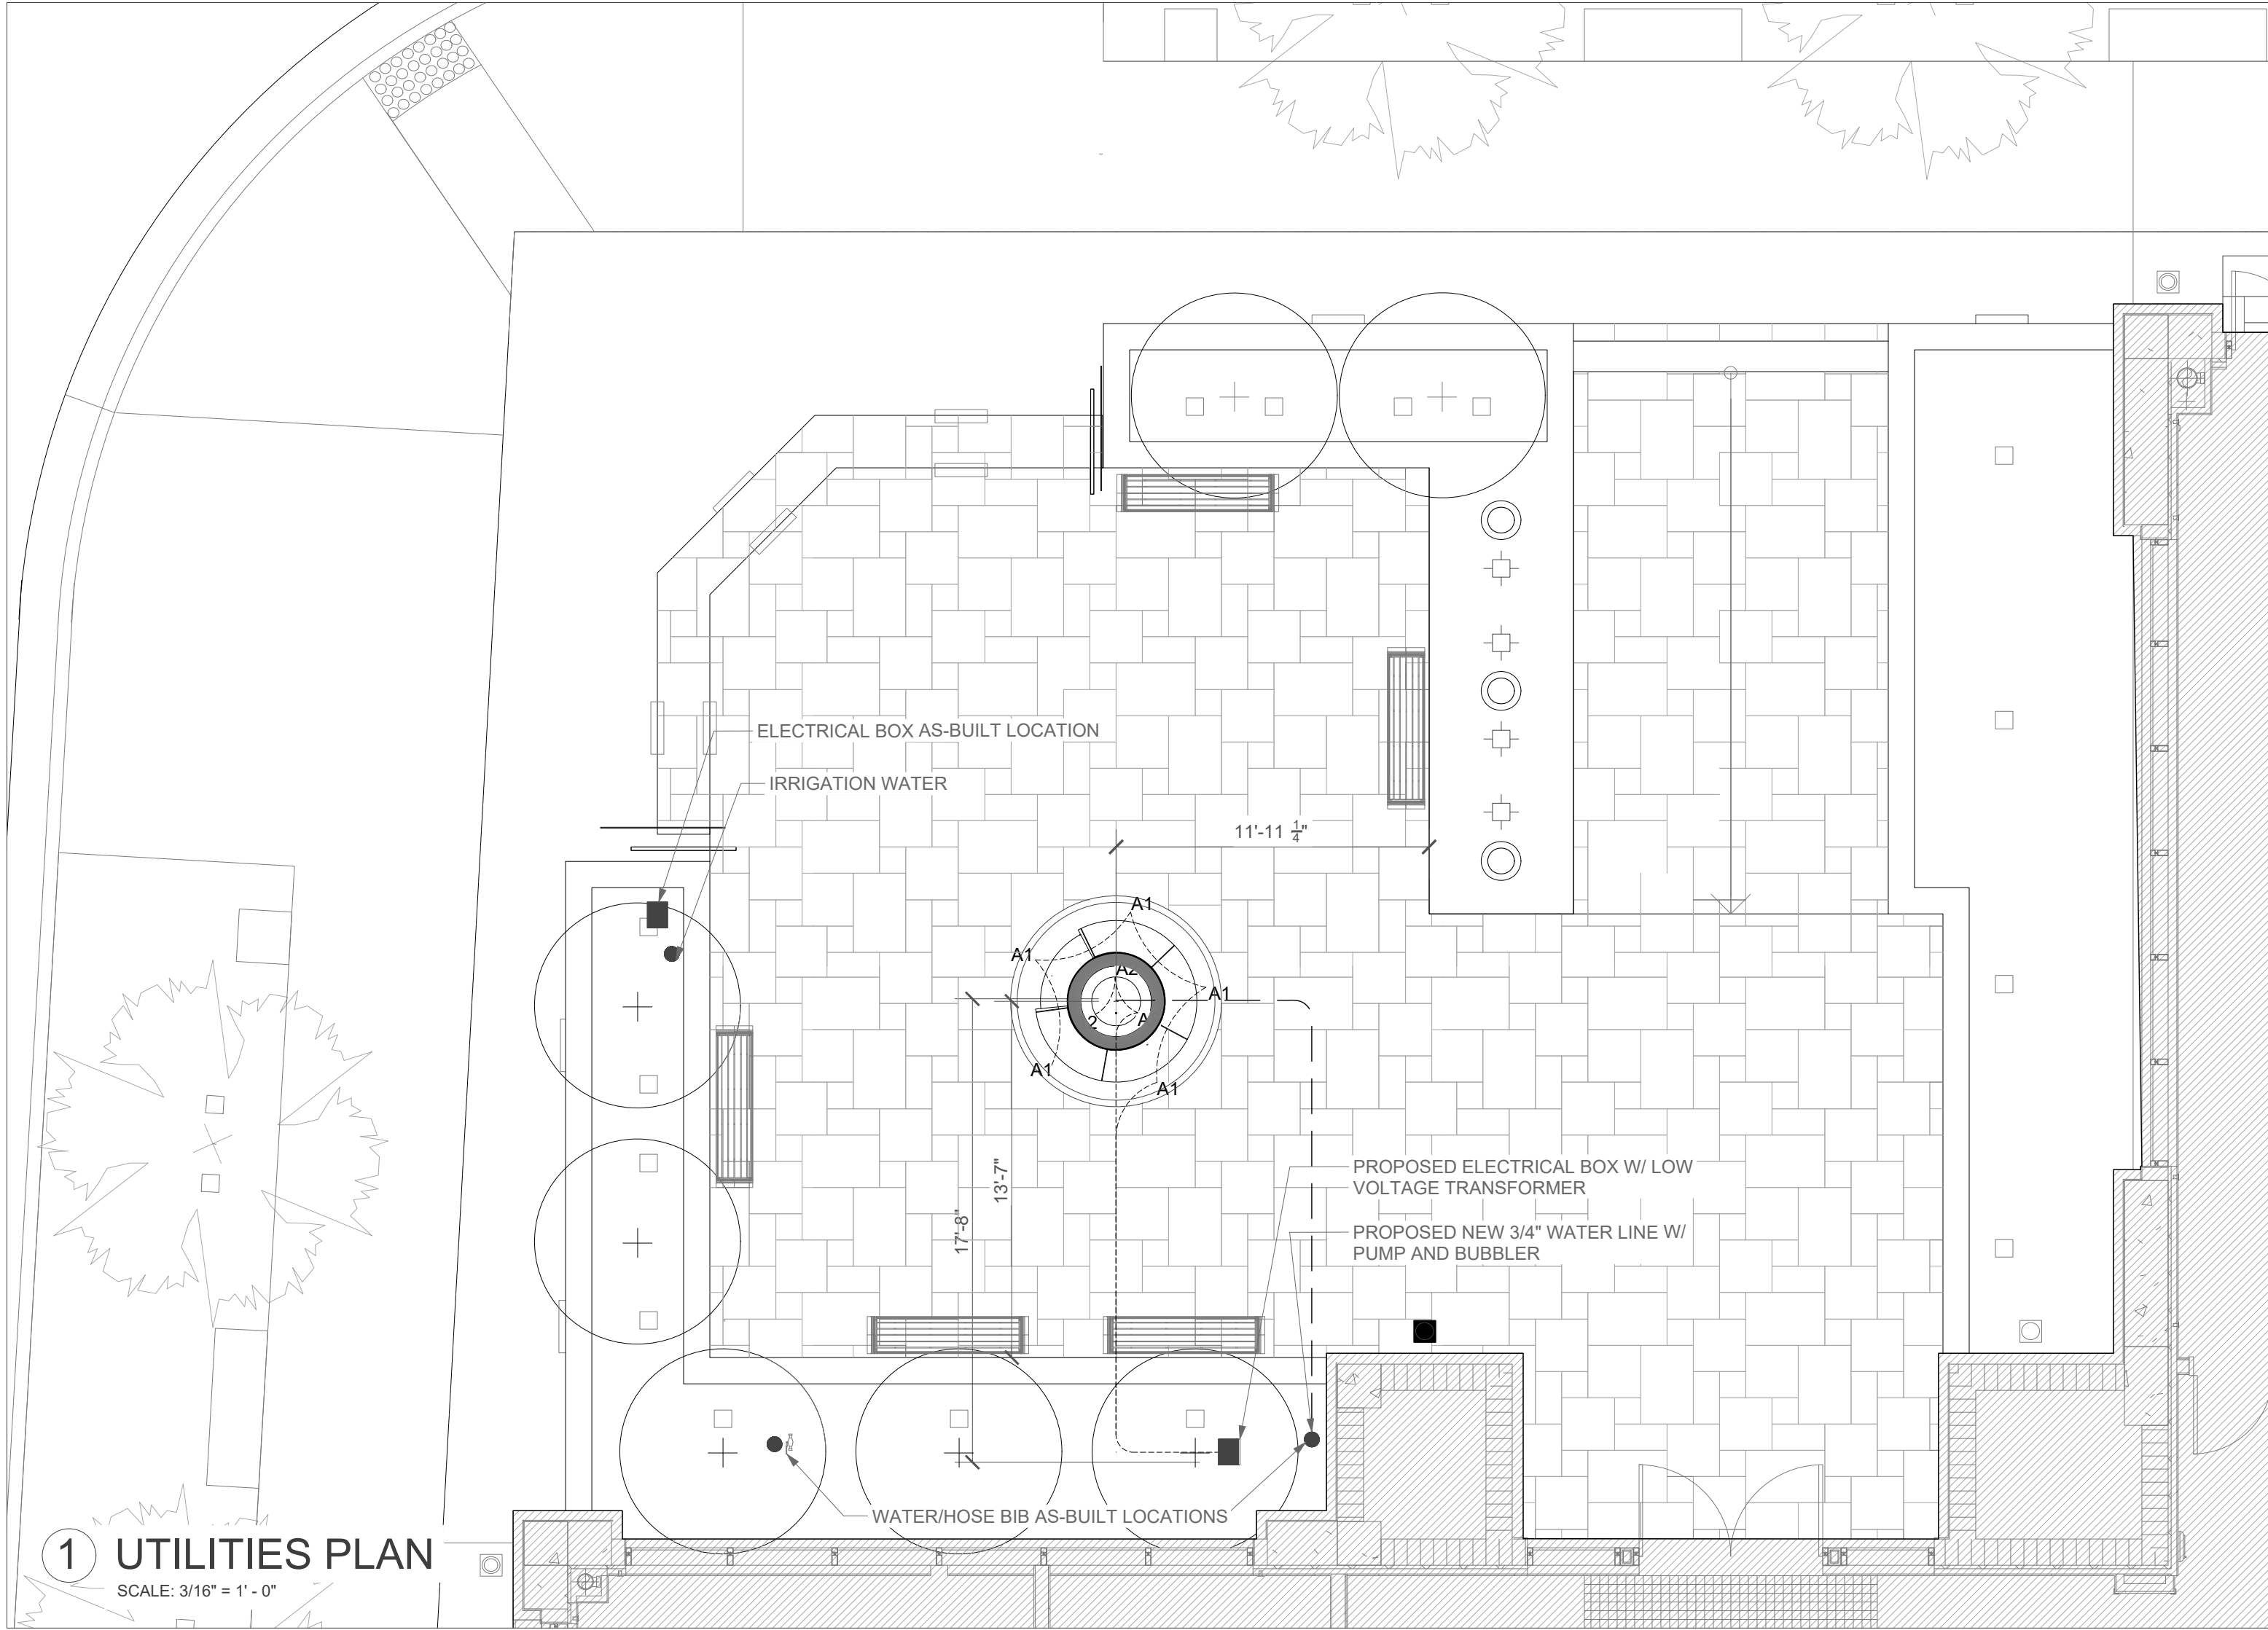 ELECTRICAL BOX AS-BUILT LOCATION
IRRIGATION WATER
11'-11 1/4"
A1
A1
A2
A1
2
A
A1
A1
13'-7"
17'-8"
PROPOSED ELECTRICAL BOX W/ LOW
VOLTAGE TRANSFORMER
PROPOSED NEW 3/4" WATER LINE W/
PUMP AND BUBBLER
WATER/HOSE BIB AS-BUILT LOCATIONS
1 UTILITIES PLAN
SCALE: 3/16" = 1' - 0"